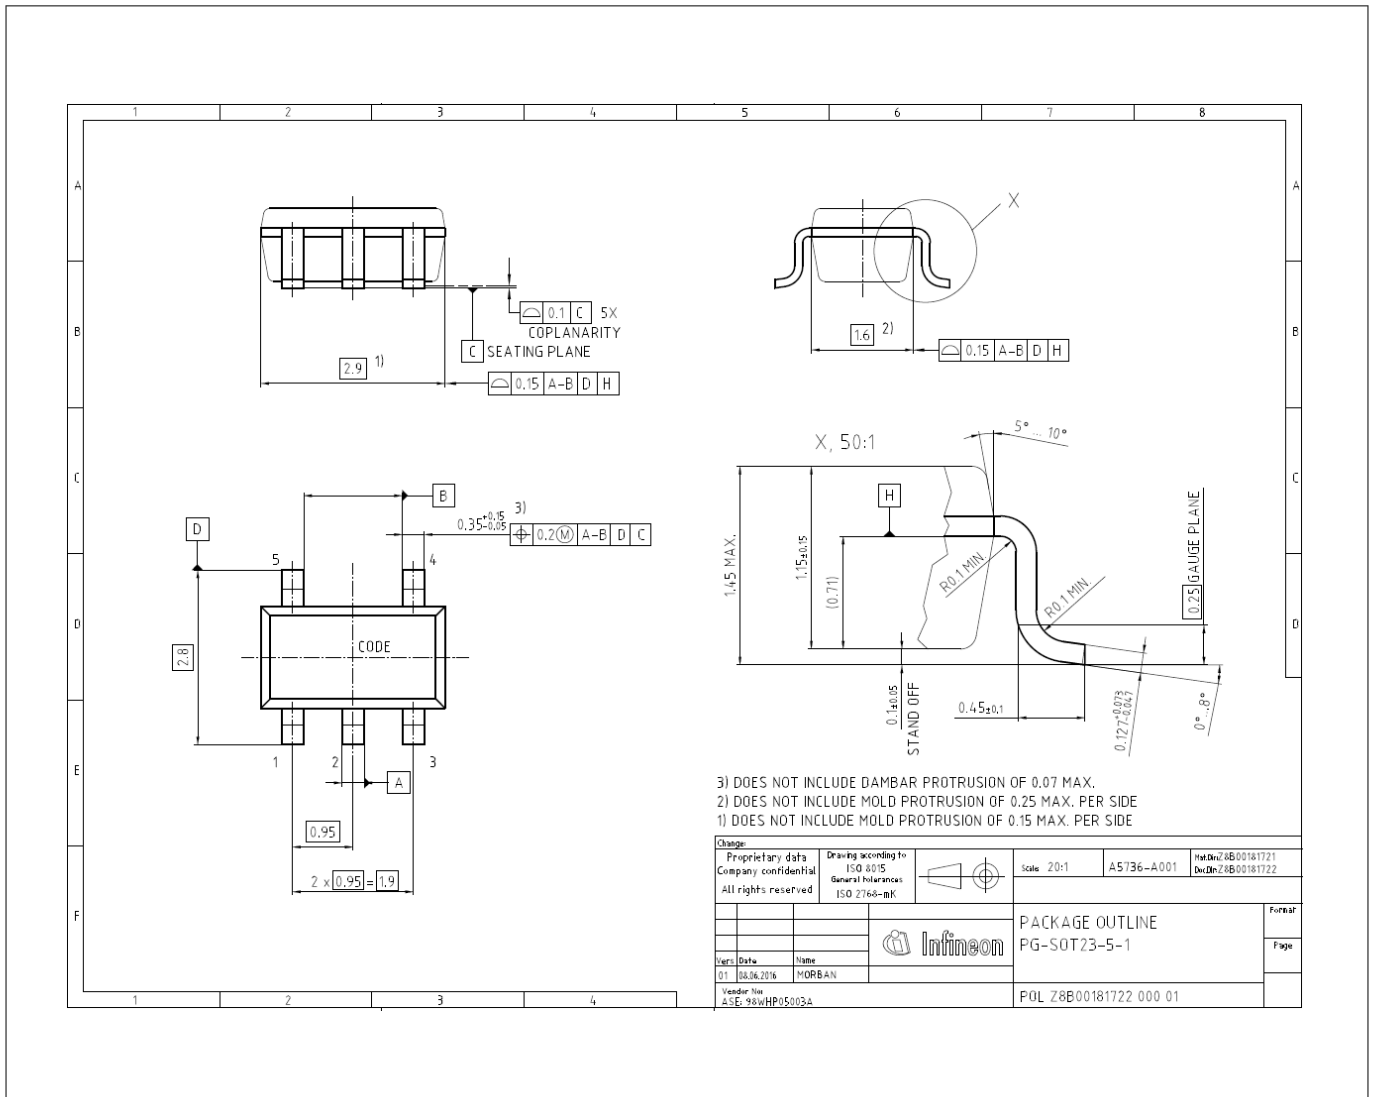 1 2 3 4 5 6 7 8
A
A
B
B
C
C
D
D
E
F
X
0.1 C 5X
COPLANARITY
C SEATING PLANE
2.9 1)
0.15 A-B D H
1.6 2)
0.15 A-B D H
X, 50:1
5° ... 10°
H
1.45 MAX.
1.15±0.15
(0.71)
R0.1 MIN.
R0.1 MIN.
0.25 GAUGE PLANE
0.1±0.05
STAND OFF
0.45±0.1
0.127+0.073-0.047
0°...8°
B
3)
0.35+0.15-0.05
0.2 Ⓜ A-B D C
D
5
4
2.8
CODE
1 2 3
A
0.95
2 x 0.95 = 1.9
3) DOES NOT INCLUDE DAMBAR PROTRUSION OF 0.07 MAX.
2) DOES NOT INCLUDE MOLD PROTRUSION OF 0.25 MAX. PER SIDE
1) DOES NOT INCLUDE MOLD PROTRUSION OF 0.15 MAX. PER SIDE
Change:
Proprietary data
Company confidential
All rights reserved
Drawing according to
ISO 8015
General tolerances
ISO 2768-mK
Scale 20:1
A5736-A001
Mat.Dir.:Z8B00181721
Doc.Dir.:Z8B00181722
Infineon
PACKAGE OUTLINE
PG-SOT23-5-1
Format
Page
Vers. Date Name
01 08.06.2016 MORBAN
Vendor No:
ASE: 98WHP05003A
POL Z8B00181722 000 01
1 2 3 4